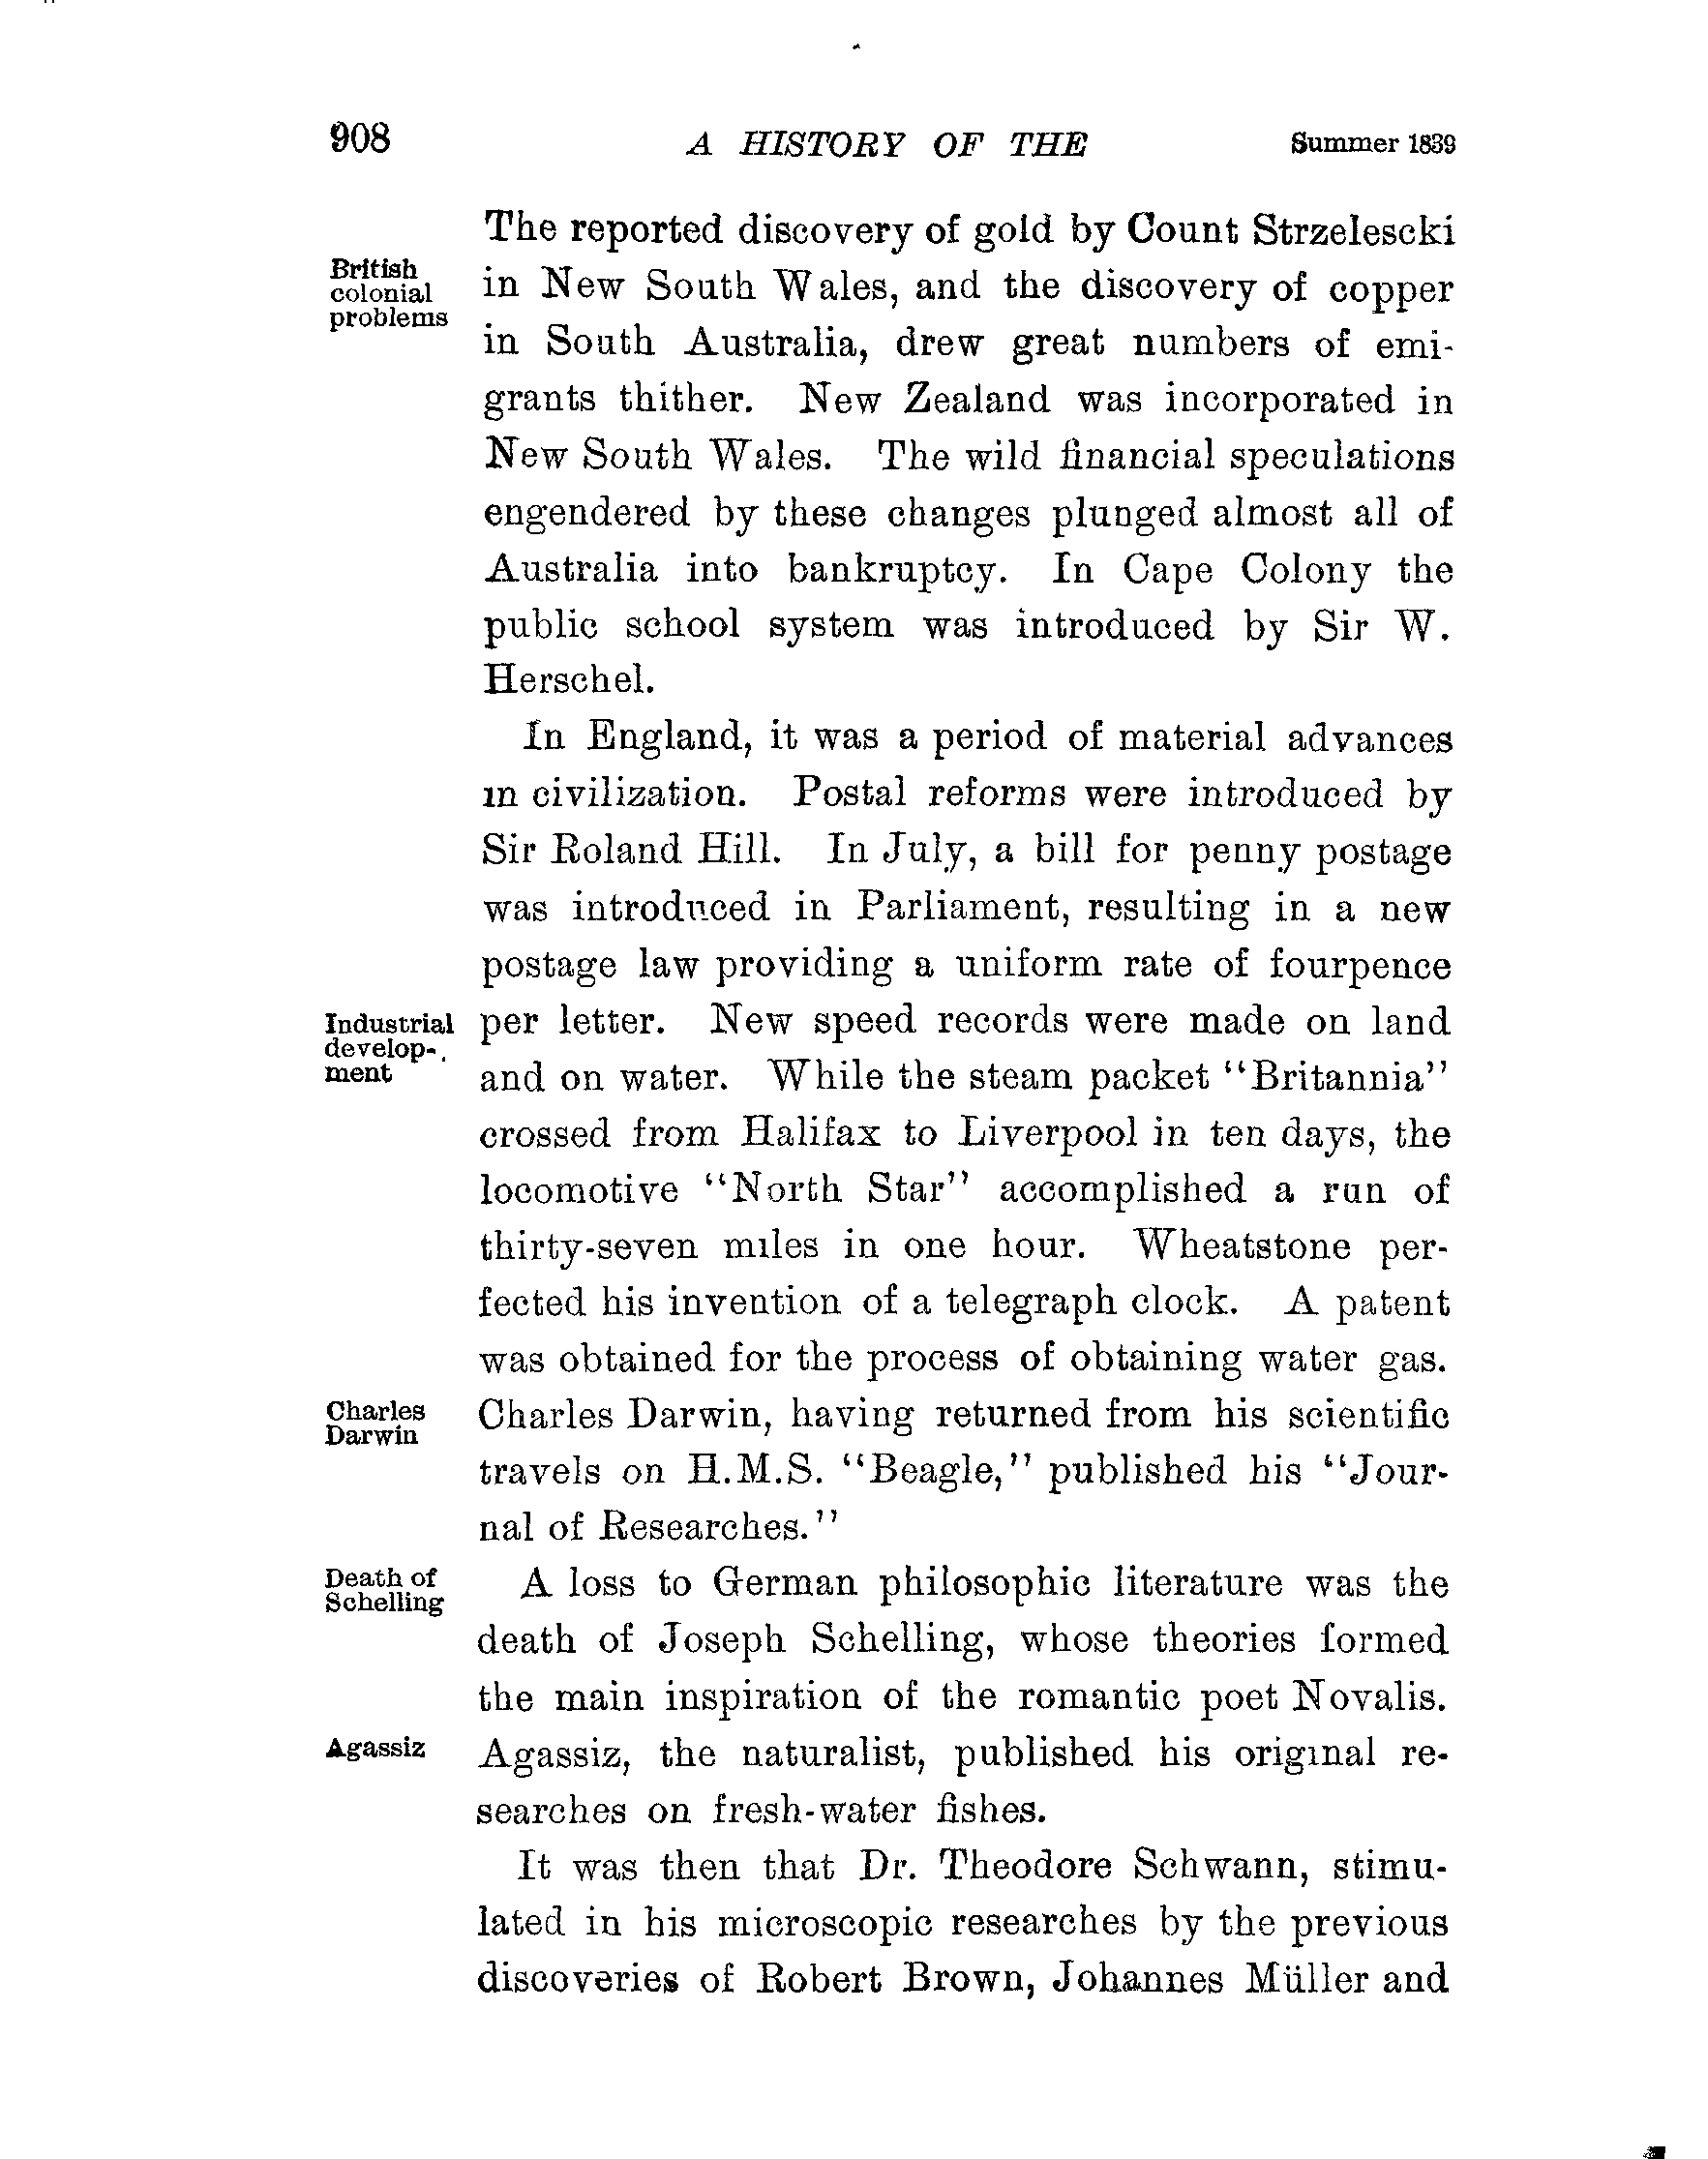 908 A HISTORY OF THE Summer 1839
The reported discovery of gold by Count Strzelescki
British
colonial
problems
in New South Wales, and the discovery of copper
in South Australia, drew great numbers of emi-
grants thither. New Zealand was incorporated in
New South Wales. The wild financial speculations
engendered by these changes plunged almost all of
Australia into bankruptcy. In Cape Colony the
public school system was introduced by Sir W.
Herschel.
In England, it was a period of material advances
in civilization. Postal reforms were introduced by
Sir Roland Hill. In July, a bill for penny postage
was introduced in Parliament, resulting in a new
postage law providing a uniform rate of fourpence
Industrial
develop-
ment
per letter. New speed records were made on land
and on water. While the steam packet "Britannia"
crossed from Halifax to Liverpool in ten days, the
locomotive "North Star" accomplished a run of
thirty-seven miles in one hour. Wheatstone per-
fected his invention of a telegraph clock. A patent
was obtained for the process of obtaining water gas.
Charles
Darwin
Charles Darwin, having returned from his scientific
travels on H.M.S. "Beagle," published his "Jour-
nal of Researches."
Death of
Schelling
A loss to German philosophic literature was the
death of Joseph Schelling, whose theories formed
the main inspiration of the romantic poet Novalis.
Agassiz
Agassiz, the naturalist, published his original re-
searches on fresh-water fishes.
It was then that Dr. Theodore Schwann, stimu-
lated in his microscopic researches by the previous
discoveries of Robert Brown, Johannes Müller and